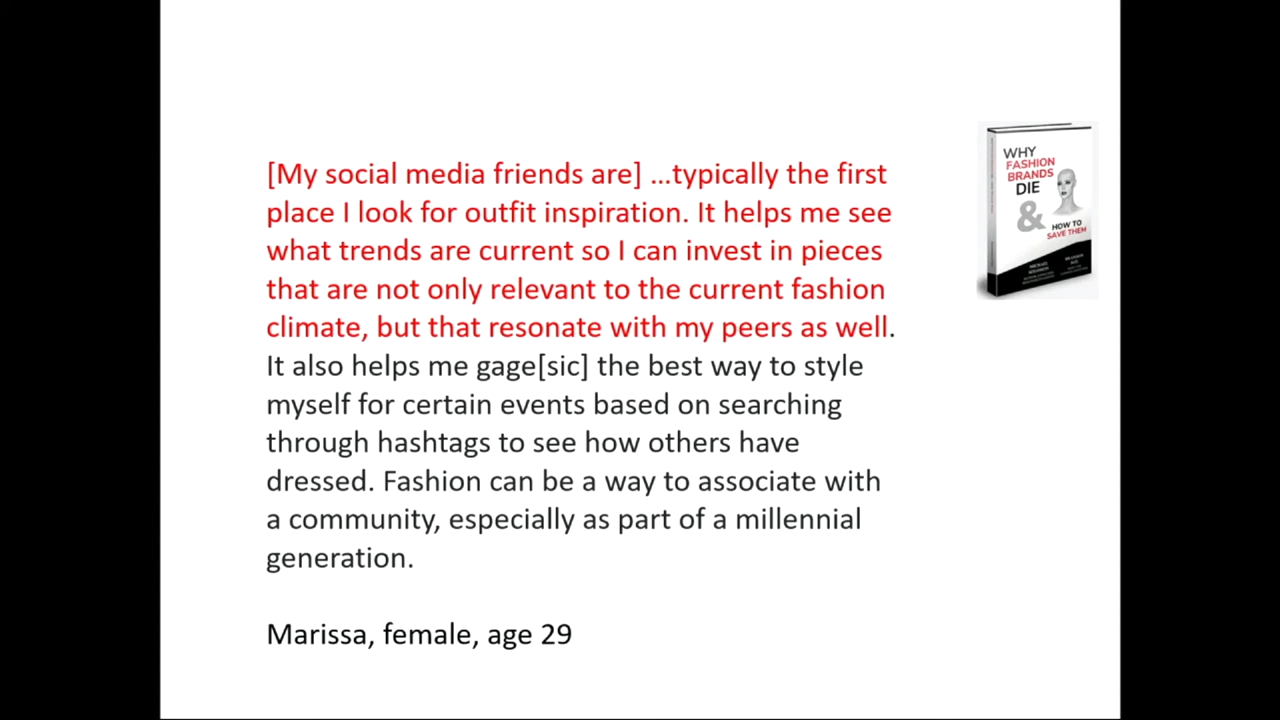 [My social media friends are] ...typically the first
place I look for outfit inspiration. It helps me see
what trends are current so I can invest in pieces
that are not only relevant to the current fashion
climate, but that resonate with my peers as well.
It also helps me gage[sic] the best way to style
myself for certain events based on searching
through hashtags to see how others have
dressed. Fashion can be a way to associate with
a community, especially as part of a millennial
generation.
Marissa, female, age 29
WHY
FASHION
BRANDS
DIE
&
HOW TO
SAVE THEM